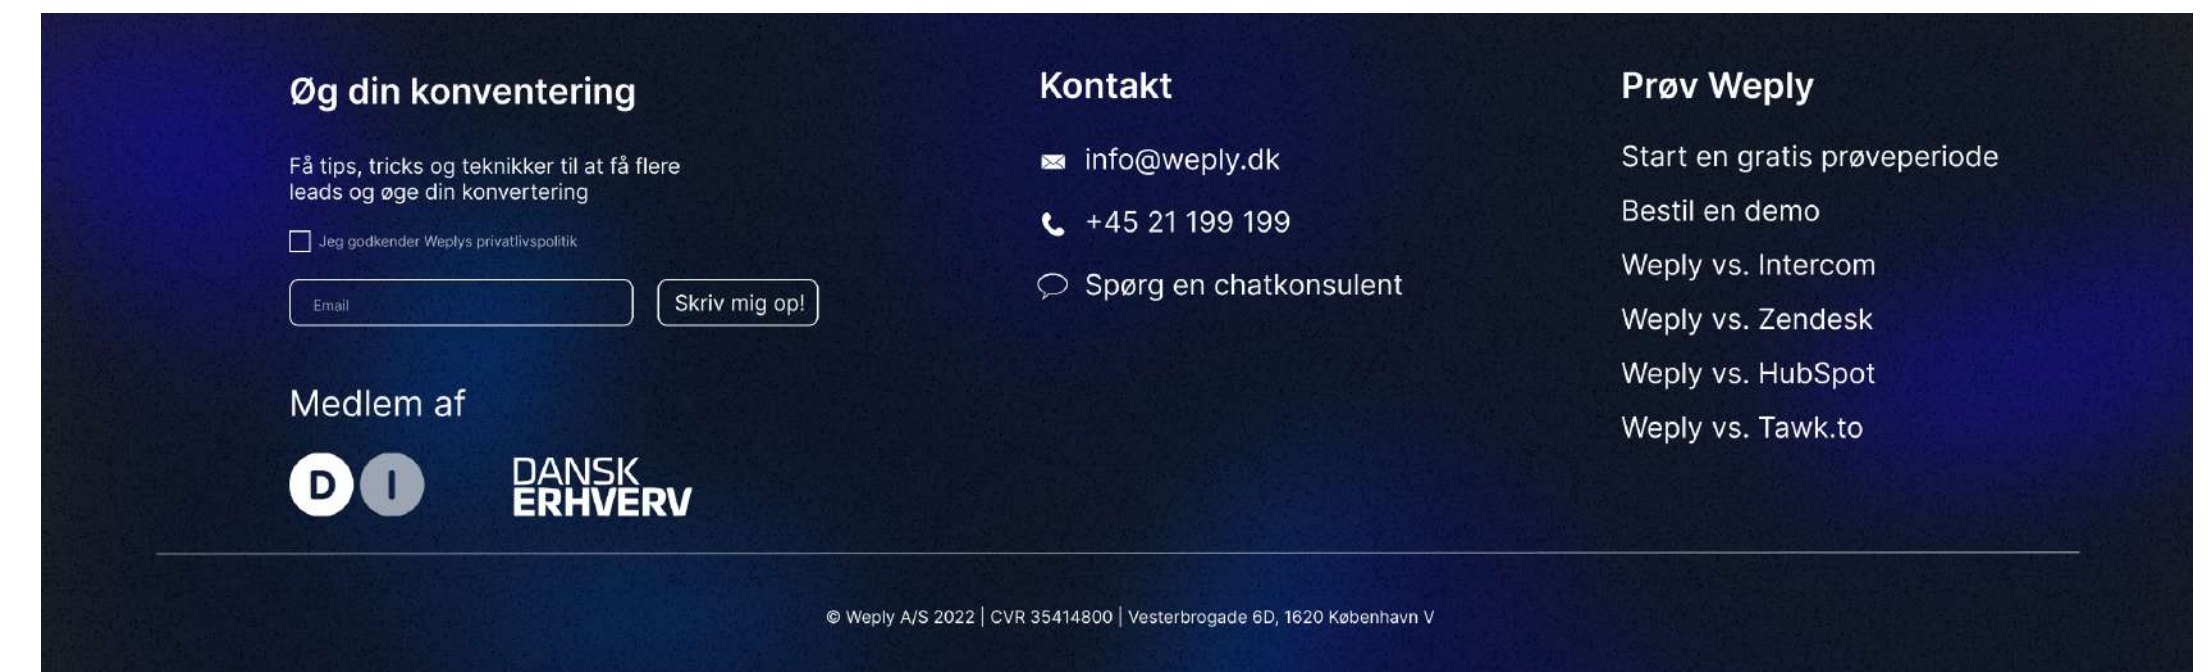 Øg din konventering
Få tips, tricks og teknikker til at få flere
leads og øge din konvertering
Jeg godkender Weplys privatlivspolitik
Email
Skriv mig op!
Medlem af
D I
DANSK
ERHVERV
Kontakt
info@weply.dk
+45 21 199 199
Spørg en chatkonsulent
Prøv Weply
Start en gratis prøveperiode
Bestil en demo
Weply vs. Intercom
Weply vs. Zendesk
Weply vs. HubSpot
Weply vs. Tawk.to
© Weply A/S 2022 | CVR 35414800 | Vesterbrogade 6D, 1620 København V